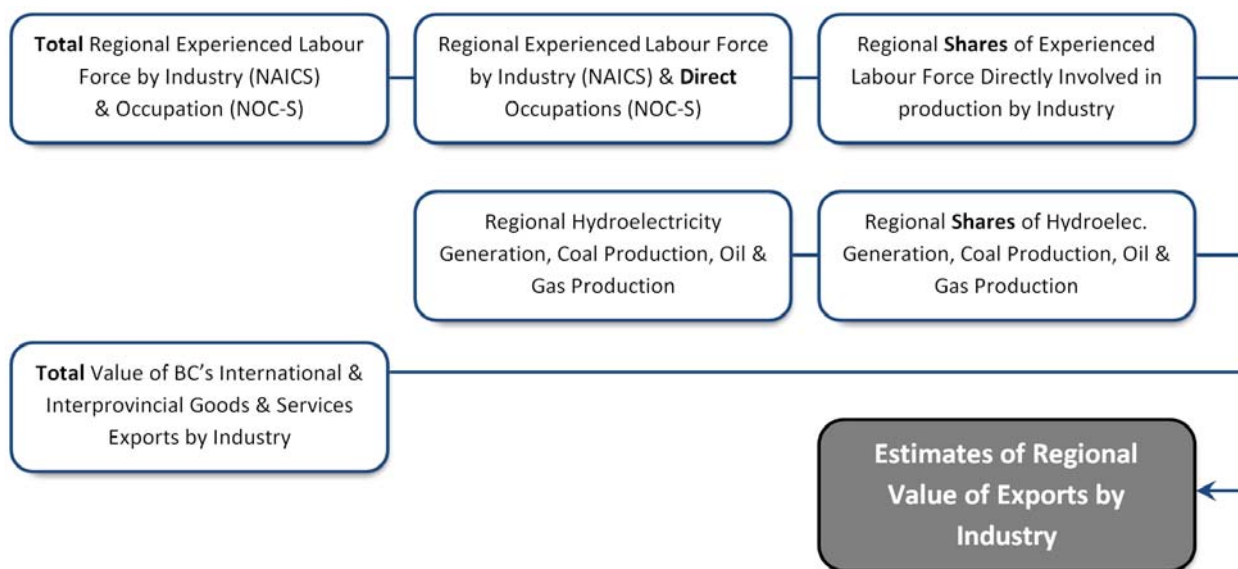 Total Regional Experienced Labour
Force by Industry (NAICS)
& Occupation (NOC-S)
Regional Experienced Labour Force
by Industry (NAICS) & Direct
Occupations (NOC-S)
Regional Shares of Experienced
Labour Force Directly Involved in
production by Industry
Regional Hydroelectricity
Generation, Coal Production, Oil &
Gas Production
Regional Shares of Hydroelec.
Generation, Coal Production, Oil &
Gas Production
Total Value of BC’s International &
Interprovincial Goods & Services
Exports by Industry
Estimates of Regional
Value of Exports by
Industry